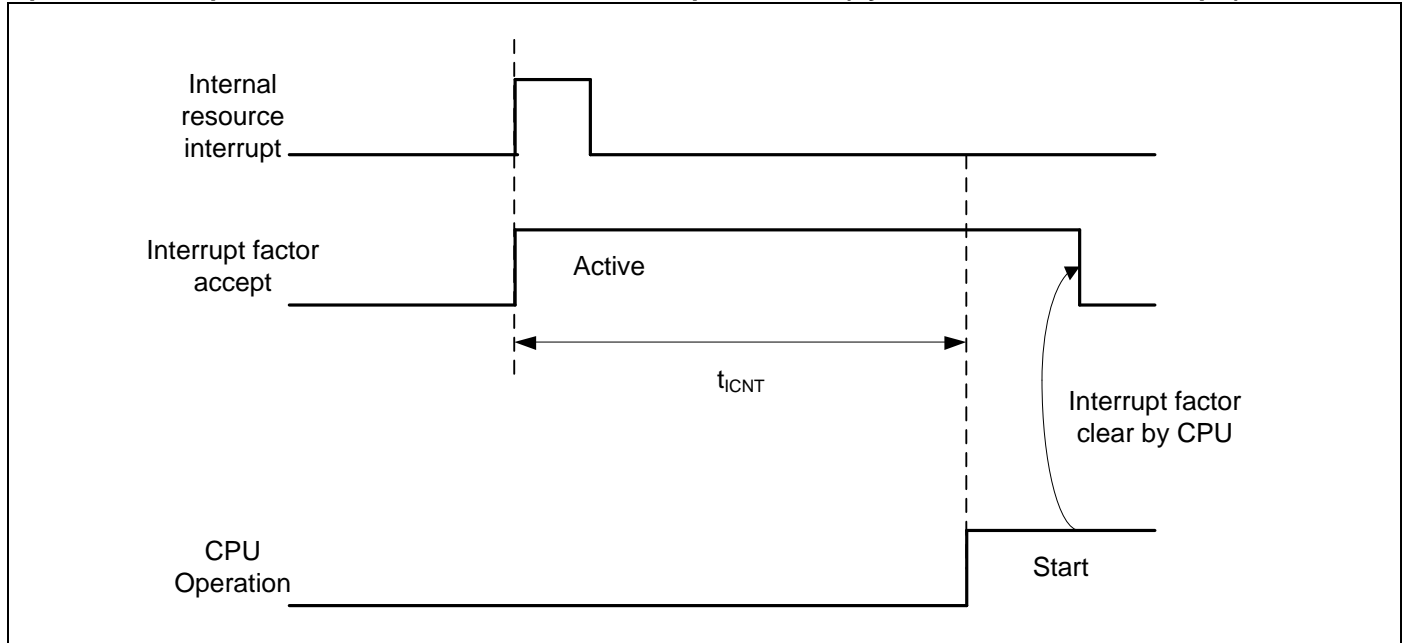 Internal
resource
interrupt
Interrupt factor
accept
Active
tICNT
Interrupt factor
clear by CPU
CPU
Operation
Start